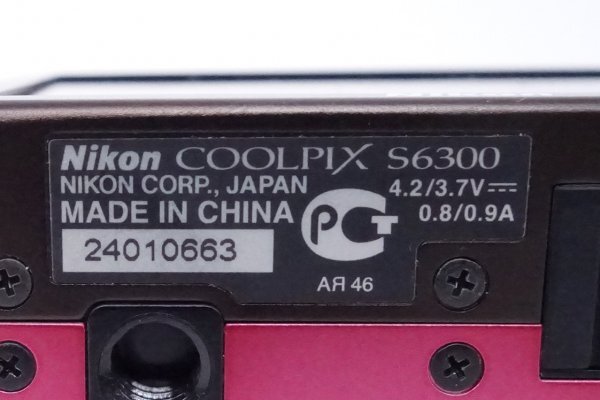 Nikon COOLPIX S6300
NIKON CORP., JAPAN
4.2/3.7V⎓
MADE IN CHINA
0.8/0.9A
24010663
РСТ
АЯ 46